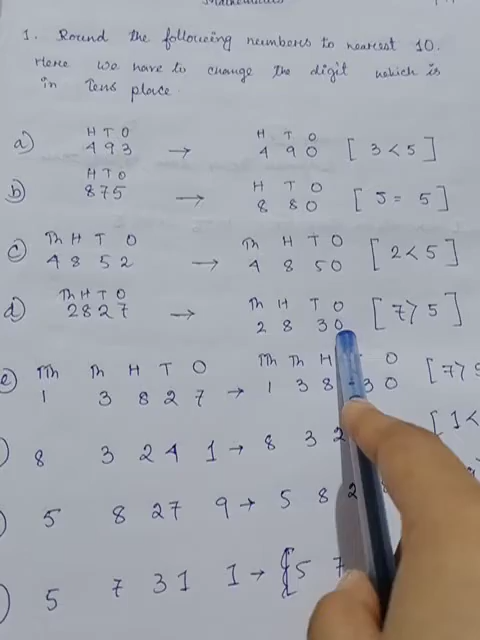 Mathematics
1. Round the following numbers to nearest 10.
Here we have to change the digit which is
in Tens place.
H T O H T O
a) 4 9 3 → 4 9 0 [ 3 < 5 ]
H T O H T O
b) 8 7 5 → 8 8 0 [ 5 = 5 ]
Th H T O Th H T O
c) 4 8 5 2 → 4 8 5 0 [ 2 < 5 ]
Th H T O Th H T O
d) 2 8 2 7 → 2 8 3 0 [ 7 > 5 ]
TTh Th H T O TTh Th H O
e) 1 3 8 2 7 → 1 3 8 3 0 [ 7 >
8 3 2 4 1 → 8 3 2 [ 1 <
5 8 2 7 9 → 5 8 2
5 7 3 1 1 → 5 7